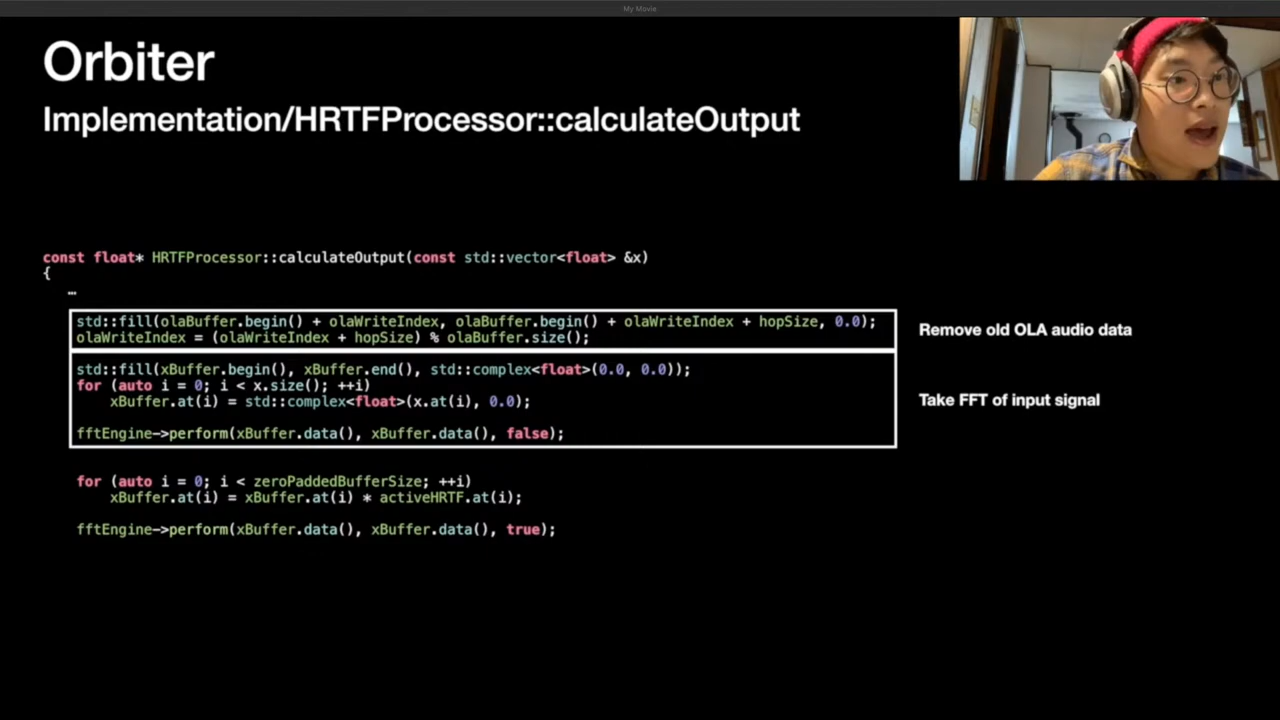 My Movie
Orbiter
Implementation/HRTFProcessor::calculateOutput
const float* HRTFProcessor::calculateOutput(const std::vector<float> &x)
{
…
std::fill(olaBuffer.begin() + olaWriteIndex, olaBuffer.begin() + olaWriteIndex + hopSize, 0.0);
olaWriteIndex = (olaWriteIndex + hopSize) % olaBuffer.size();
Remove old OLA audio data
std::fill(xBuffer.begin(), xBuffer.end(), std::complex<float>(0.0, 0.0));
for (auto i = 0; i < x.size(); ++i)
xBuffer.at(i) = std::complex<float>(x.at(i), 0.0);
Take FFT of input signal
fftEngine->perform(xBuffer.data(), xBuffer.data(), false);
for (auto i = 0; i < zeroPaddedBufferSize; ++i)
xBuffer.at(i) = xBuffer.at(i) * activeHRTF.at(i);
fftEngine->perform(xBuffer.data(), xBuffer.data(), true);